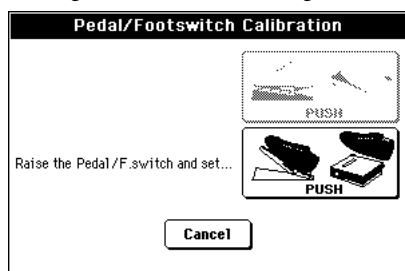 Pedal/Footswitch Calibration
PUSH
Raise the Pedal/F.switch and set...
PUSH
Cancel